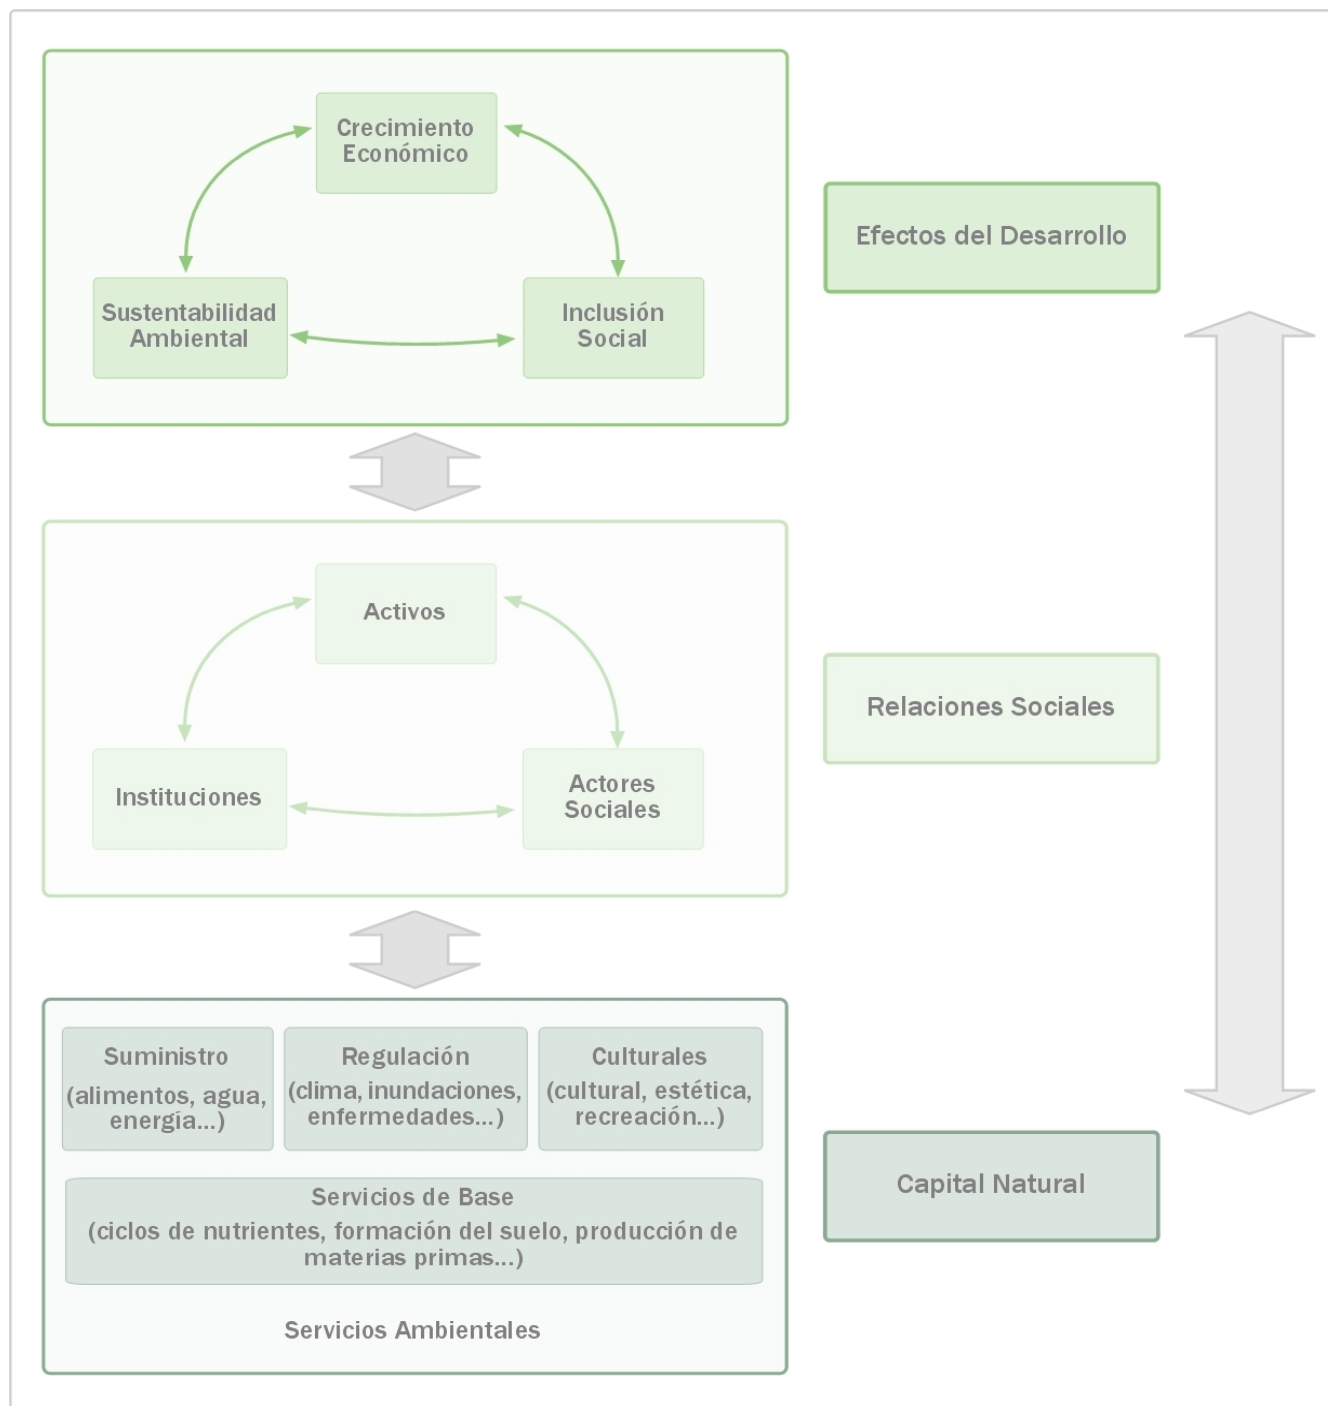 Crecimiento
Económico
Sustentabilidad
Ambiental
Inclusión
Social
Efectos del Desarrollo
Activos
Instituciones
Actores
Sociales
Relaciones Sociales
Suministro
(alimentos, agua,
energía...)
Regulación
(clima, inundaciones,
enfermedades...)
Culturales
(cultural, estética,
recreación...)
Servicios de Base
(ciclos de nutrientes, formación del suelo, producción de
materias primas...)
Servicios Ambientales
Capital Natural